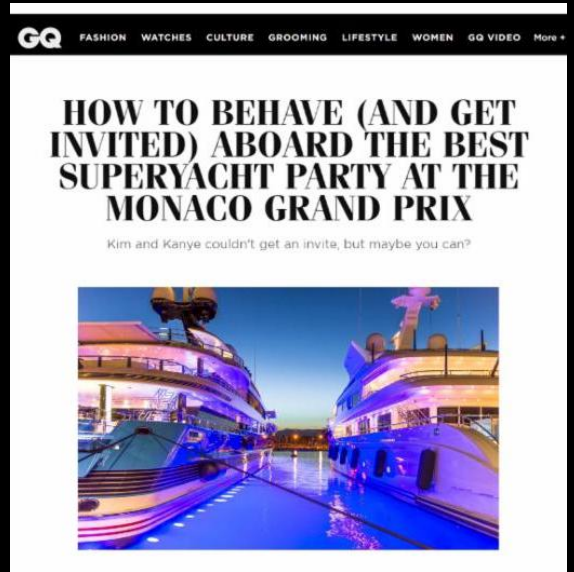 GQ FASHION WATCHES CULTURE GROOMING LIFESTYLE WOMEN GQ VIDEO More +
HOW TO BEHAVE (AND GET
INVITED) ABOARD THE BEST
SUPERYACHT PARTY AT THE
MONACO GRAND PRIX
Kim and Kanye couldn't get an invite, but maybe you can?